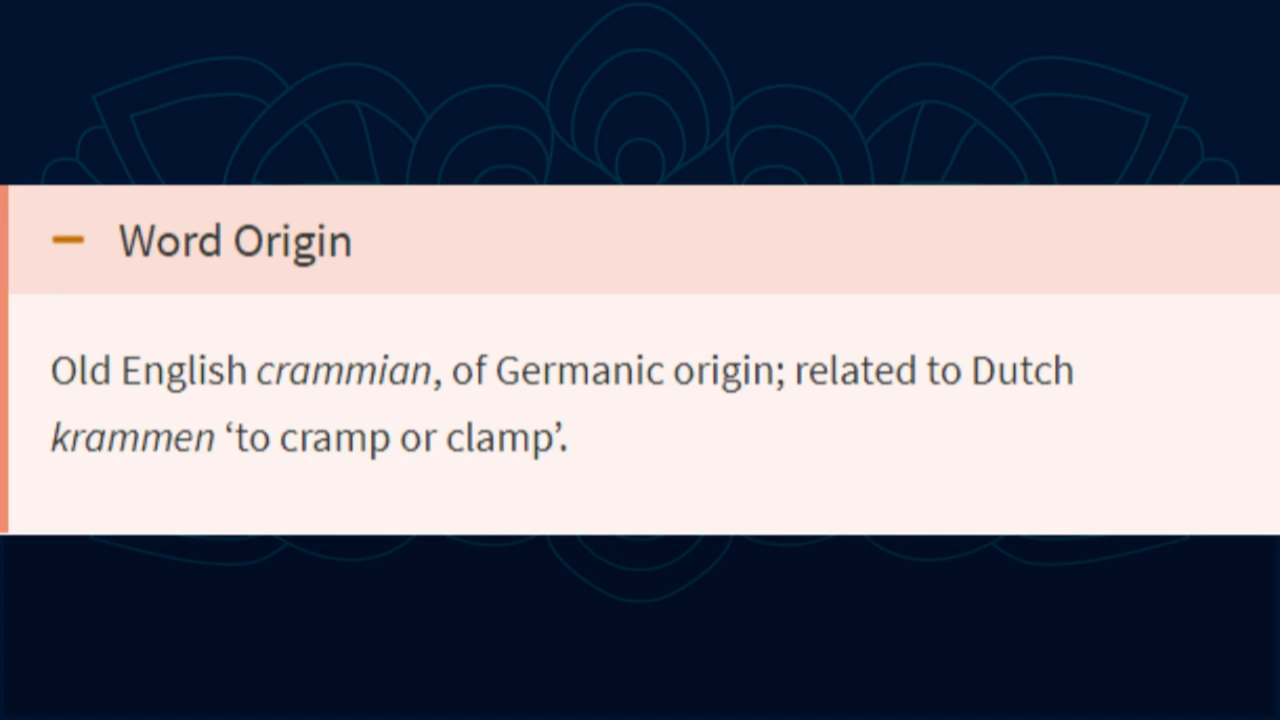 Word Origin
Old English crammian, of Germanic origin; related to Dutch
krammen ‘to cramp or clamp’.